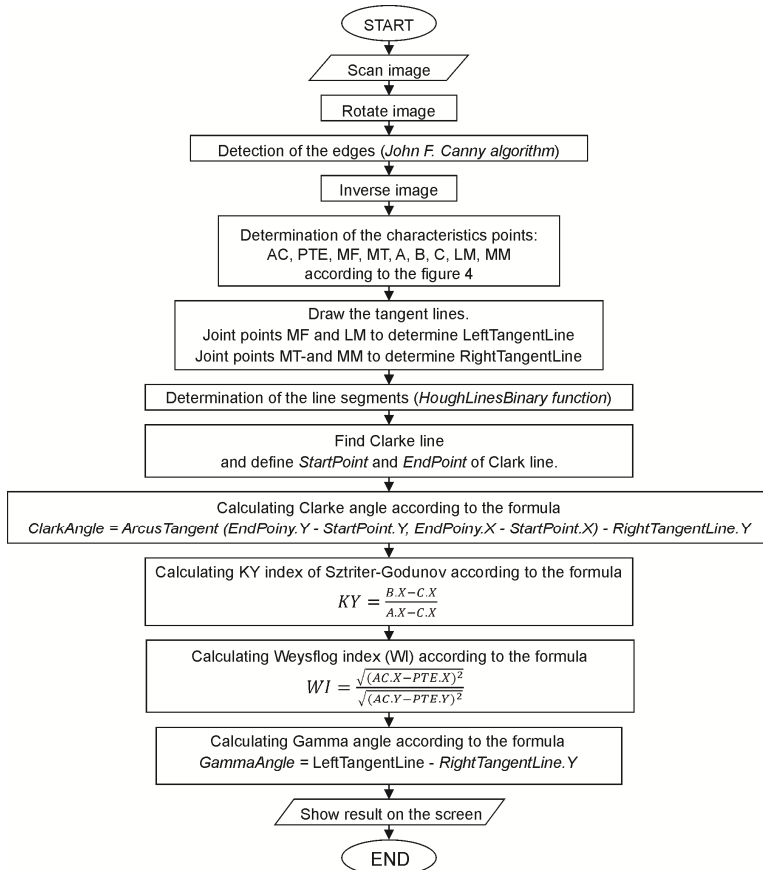 START
Scan image
Rotate image
Detection of the edges (John F. Canny algorithm)
Inverse image
Determination of the characteristics points:
AC, PTE, MF, MT, A, B, C, LM, MM
according to the figure 4
Draw the tangent lines.
Joint points MF and LM to determine LeftTangentLine
Joint points MT-and MM to determine RightTangentLine
Determination of the line segments (HoughLinesBinary function)
Find Clarke line
and define StartPoint and EndPoint of Clark line.
Calculating Clarke angle according to the formula
ClarkAngle = ArcusTangent (EndPoiny.Y - StartPoint.Y, EndPoiny.X - StartPoint.X) - RightTangentLine.Y
Calculating KY index of Sztriter-Godunov according to the formula
KY = \frac{B.X−C.X}{A.X−C.X}
Calculating Weysflog index (WI) according to the formula
WI = \frac{\sqrt{(AC.X−PTE.X)^2}}{\sqrt{(AC.Y−PTE.Y)^2}}
Calculating Gamma angle according to the formula
GammaAngle = LeftTangentLine - RightTangentLine.Y
Show result on the screen
END